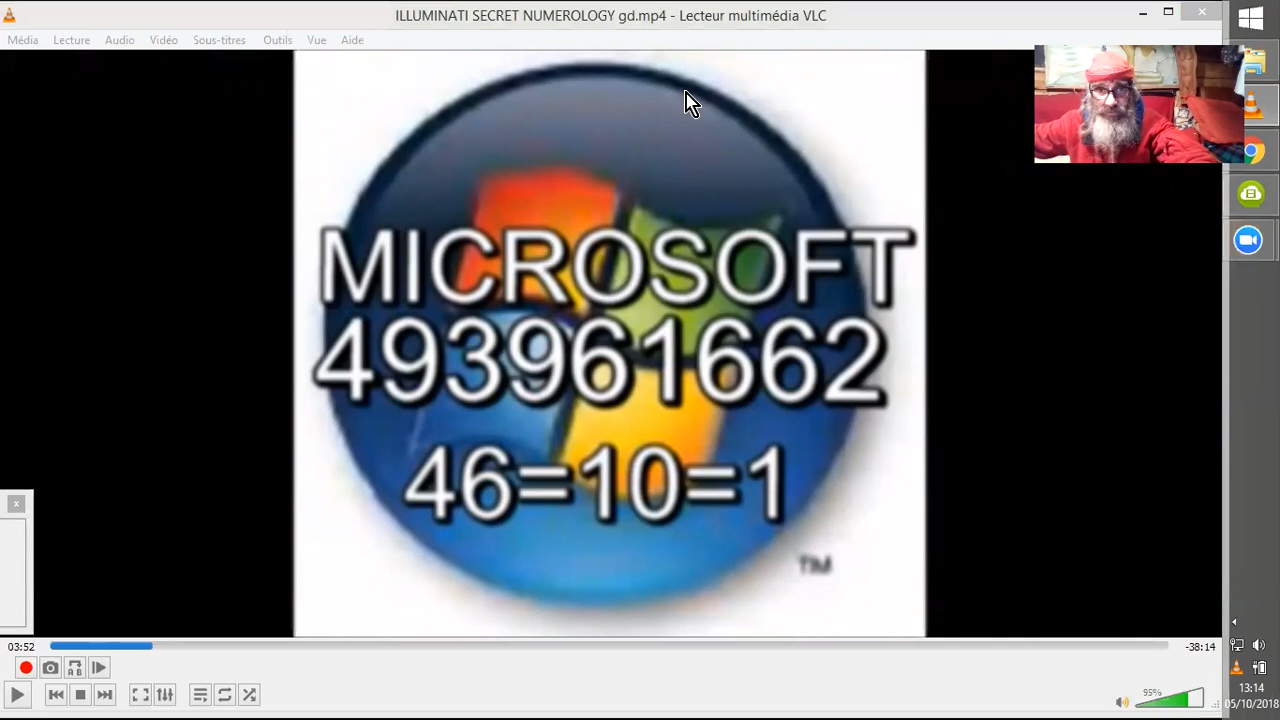 ILLUMINATI SECRET NUMEROLOGY gd.mp4 - Lecteur multimédia VLC
Média Lecture Audio Vidéo Sous-titres Outils Vue Aide
MICROSOFT
493961662
46=10=1
TM
x
03:52
-38:14
A B
95%
13:14
05/10/2018